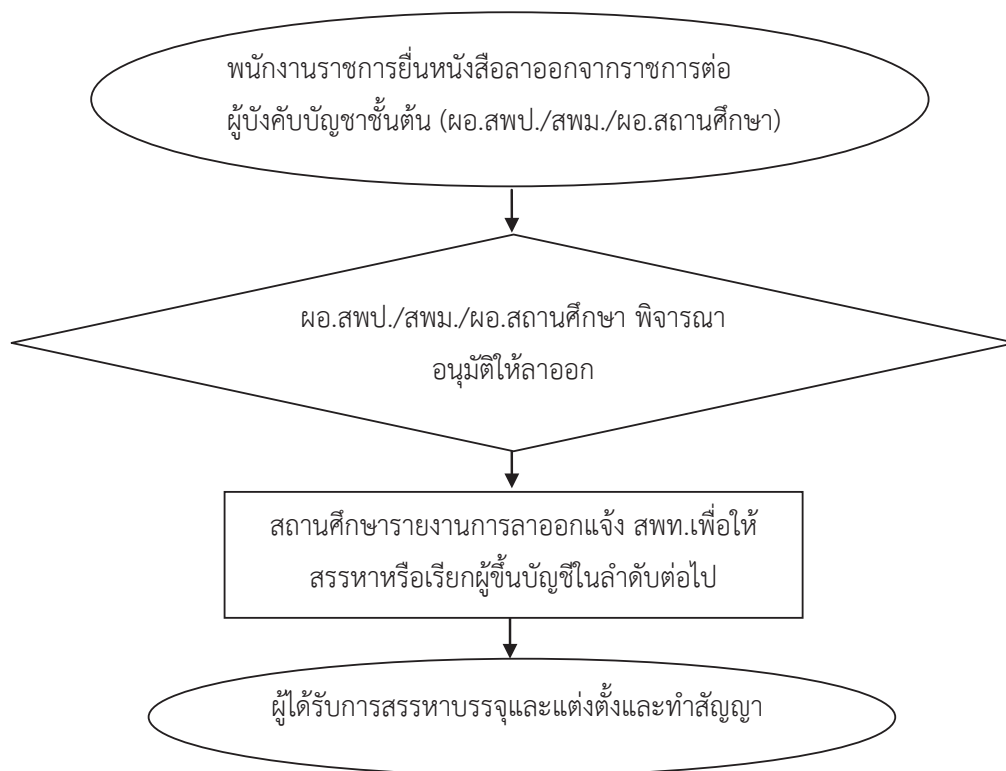 พนักงานราชการยื่นหนังสือลาออกจากราชการต่อ
ผู้บังคับบัญชาชั้นต้น (ผอ.สพป./สพม./ผอ.สถานศึกษา)
ผอ.สพป./สพม./ผอ.สถานศึกษา พิจารณา
อนุมัติให้ลาออก
สถานศึกษารายงานการลาออกแจ้ง สพท.เพื่อให้
สรรหาหรือเรียกผู้ขึ้นบัญชีในลำดับต่อไป
ผู้ได้รับการสรรหาบรรจุและแต่งตั้งและทำสัญญา